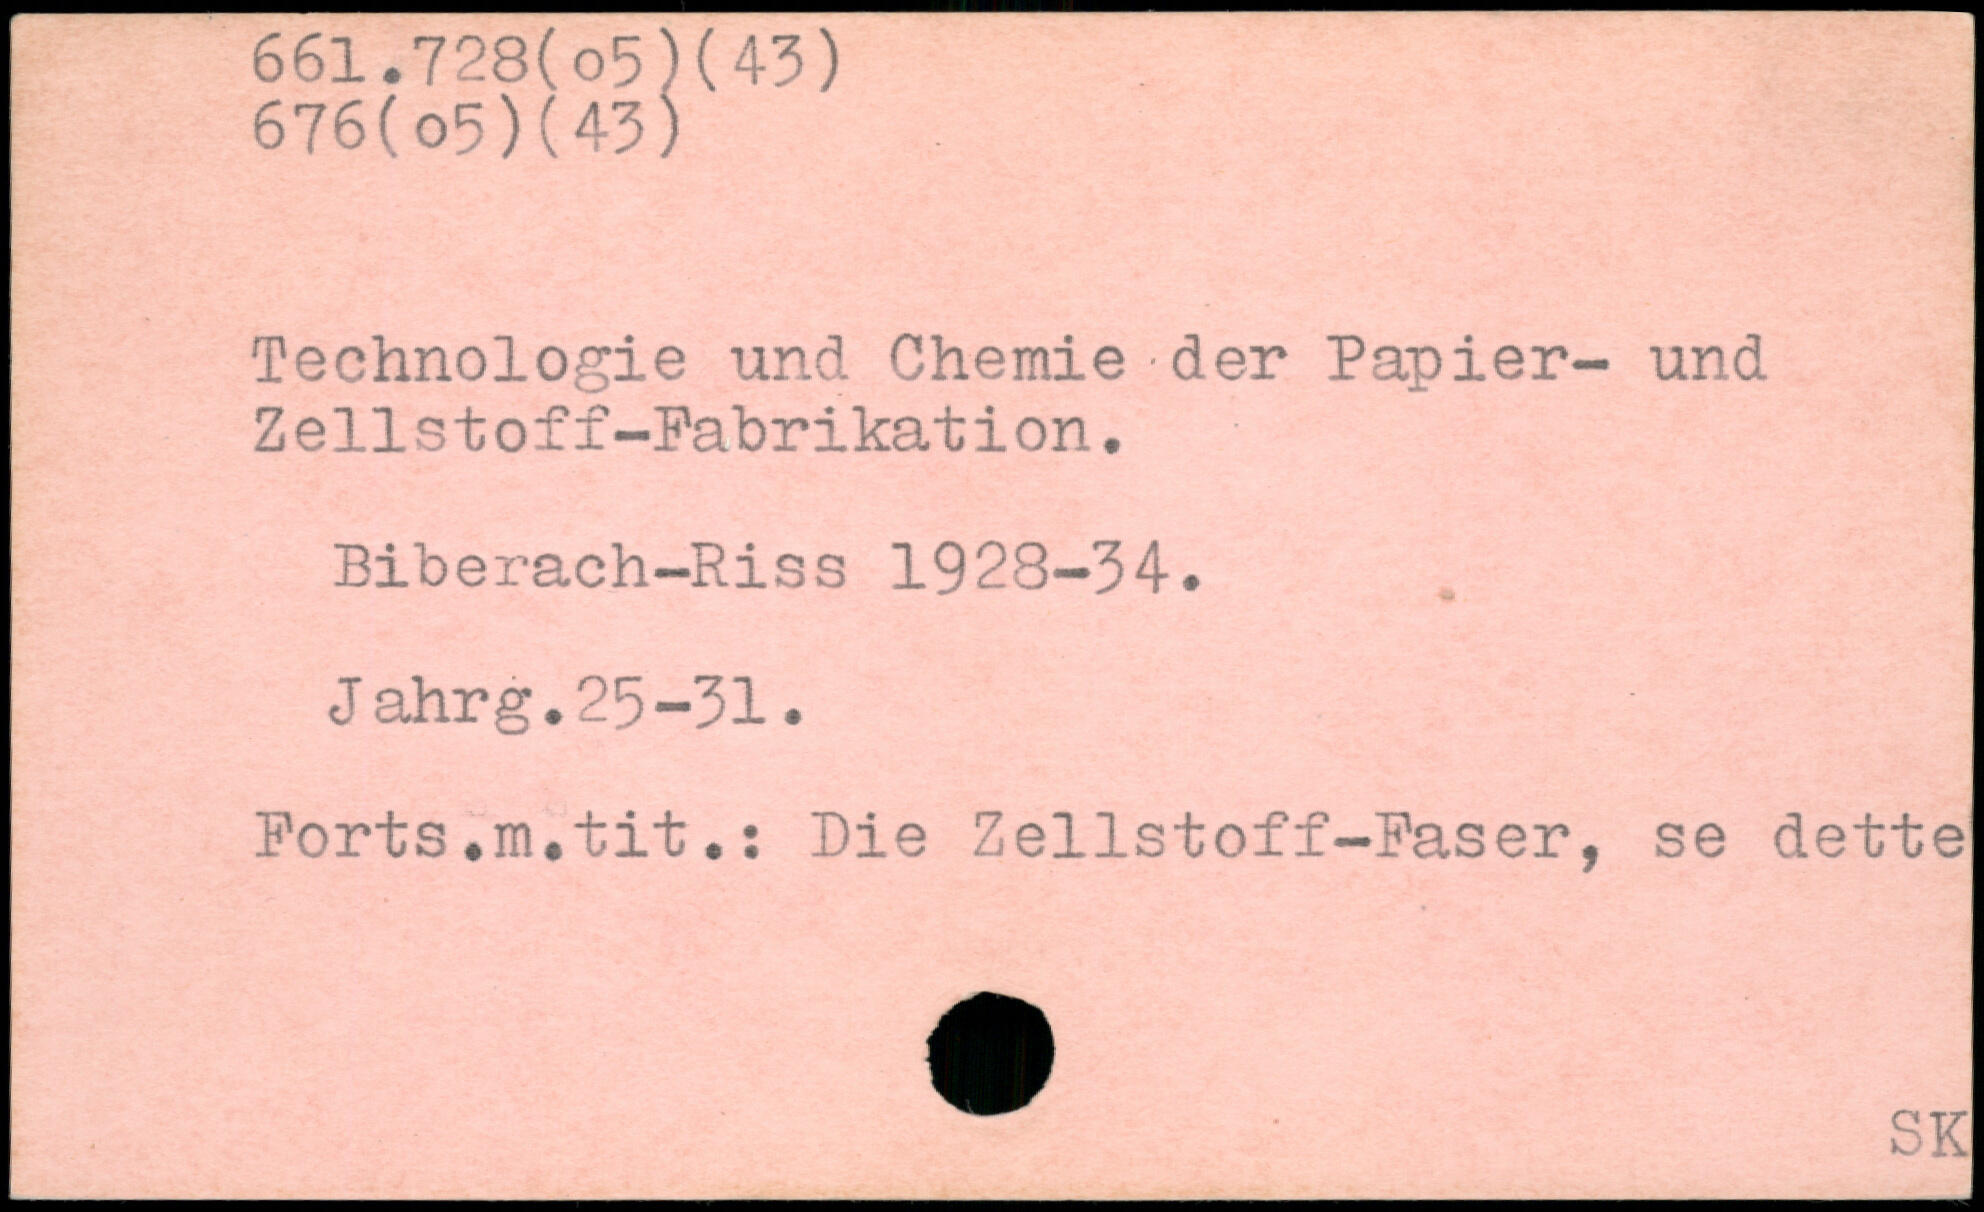 661.728(o5)(43)
676(o5)(43)
Technologie und Chemie der Papier- und
Zellstoff-Fabrikation.
Biberach-Riss 1928-34.
Jahrg.25-31.
Forts.m.tit.: Die Zellstoff-Faser, se dette
SK